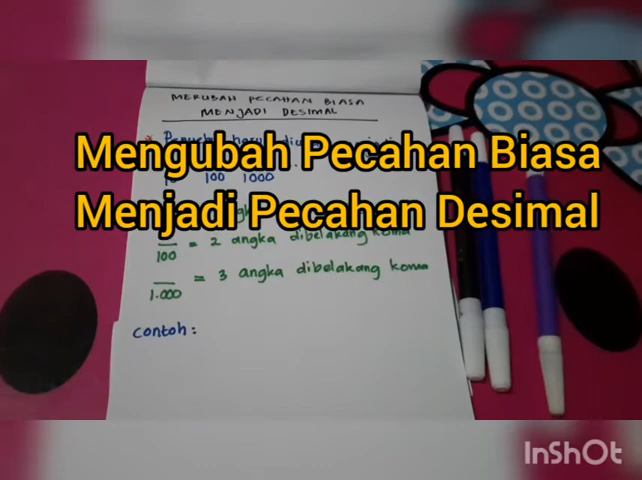 MERUBAH PECAHAN BIASA
MENJADI DESIMAL
Mengubah Pecahan Biasa
100 1000
Menjadi Pecahan Desimal
100 = 2 angka dibelakang koma
1.000 = 3 angka dibelakang koma
contoh:
InShOt